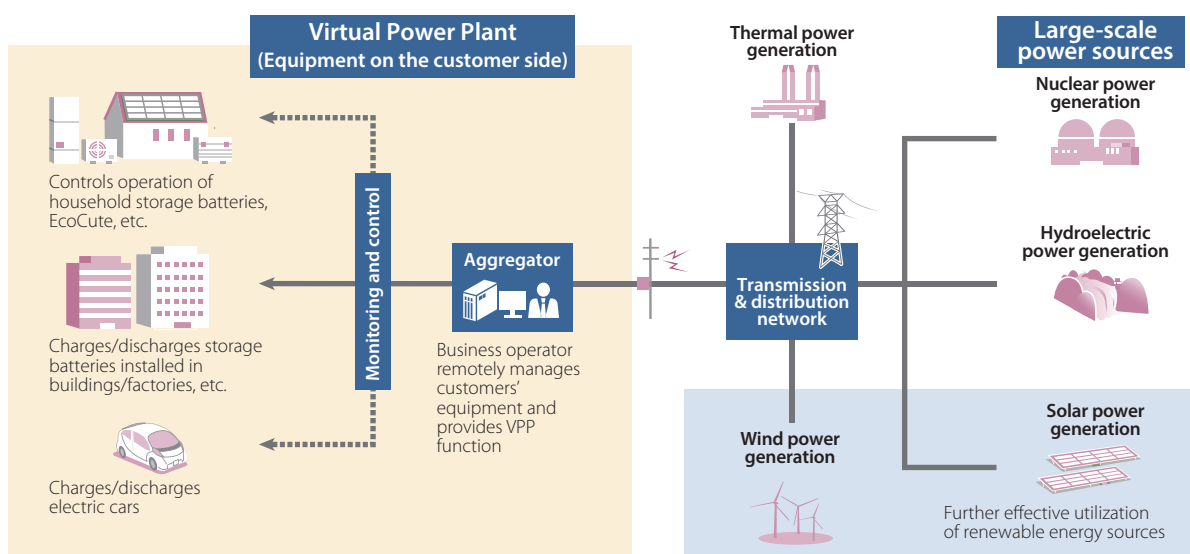 Virtual Power Plant
(Equipment on the customer side)
Controls operation of
household storage batteries,
EcoCute, etc.
Charges/discharges storage
batteries installed in
buildings/factories, etc.
Charges/discharges
electric cars
Monitoring and control
Aggregator
Business operator
remotely manages
customers’
equipment and
provides VPP
function
Thermal power
generation
Transmission
& distribution
network
Wind power
generation
Large-scale
power sources
Nuclear power
generation
Hydroelectric
power generation
Solar power
generation
Further effective utilization
of renewable energy sources